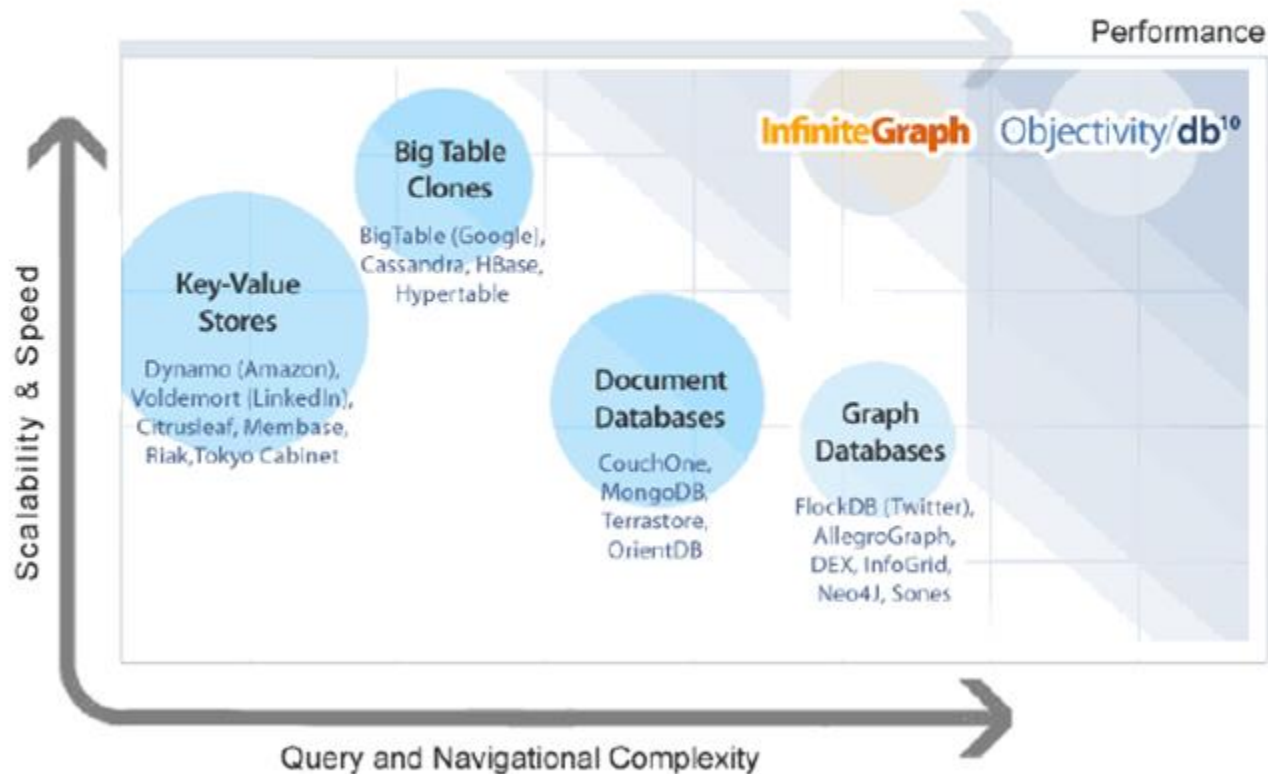 Performance
InfiniteGraph
Objectivity/db10
Big Table
Clones
BigTable (Google),
Cassandra, HBase,
Hypertable
Key-Value
Stores
Dynamo (Amazon),
Voldemort (LinkedIn),
Citrusleaf, Membase,
Riak,Tokyo Cabinet
Document
Databases
CouchOne,
MongoDB,
Terrastore,
OrientDB
Graph
Databases
FlockDB (Twitter),
AllegroGraph,
DEX, InfoGrid,
Neo4J, Sones
Scalability & Speed
Query and Navigational Complexity